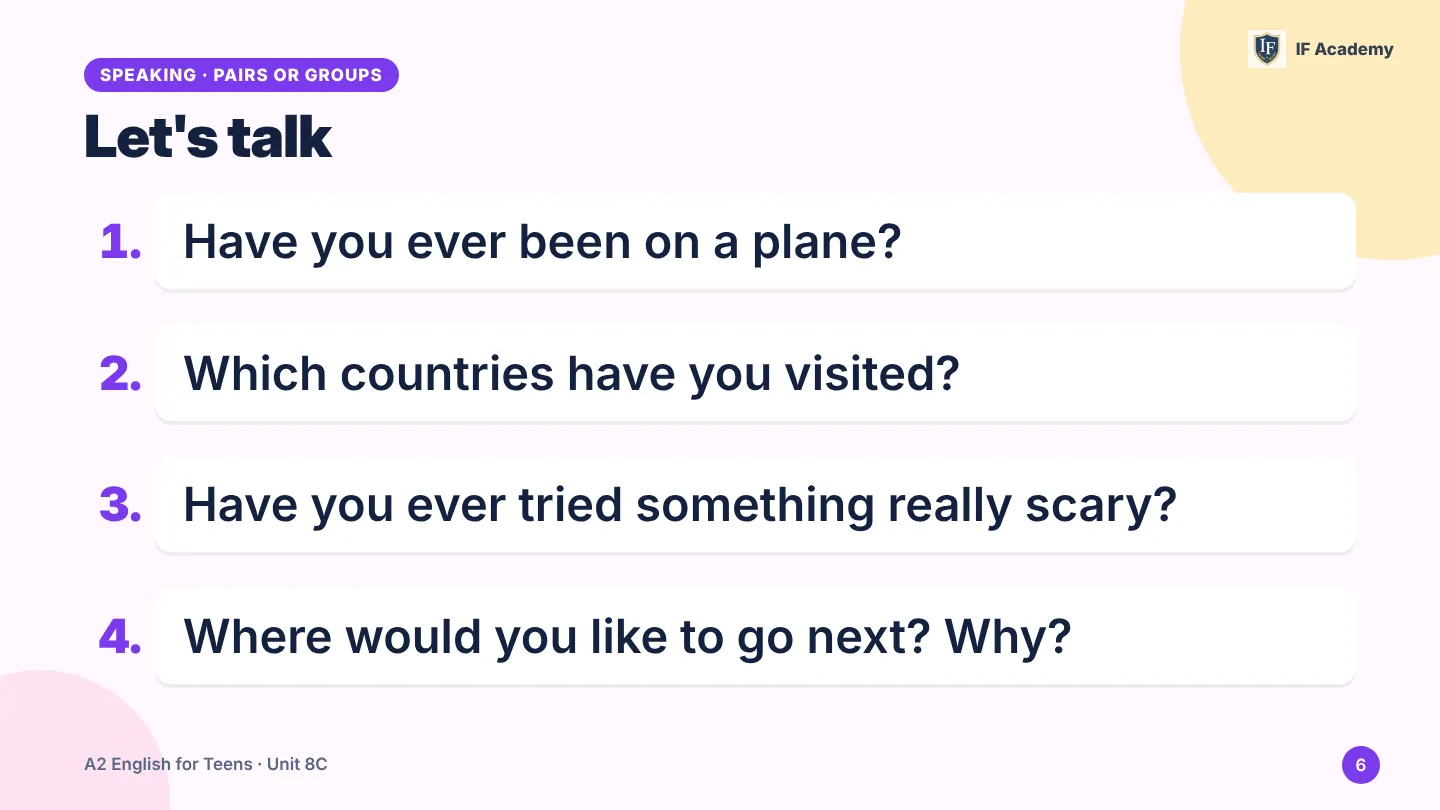 IF IF Academy
SPEAKING · PAIRS OR GROUPS
Let's talk
1. Have you ever been on a plane?
2. Which countries have you visited?
3. Have you ever tried something really scary?
4. Where would you like to go next? Why?
A2 English for Teens · Unit 8C
6